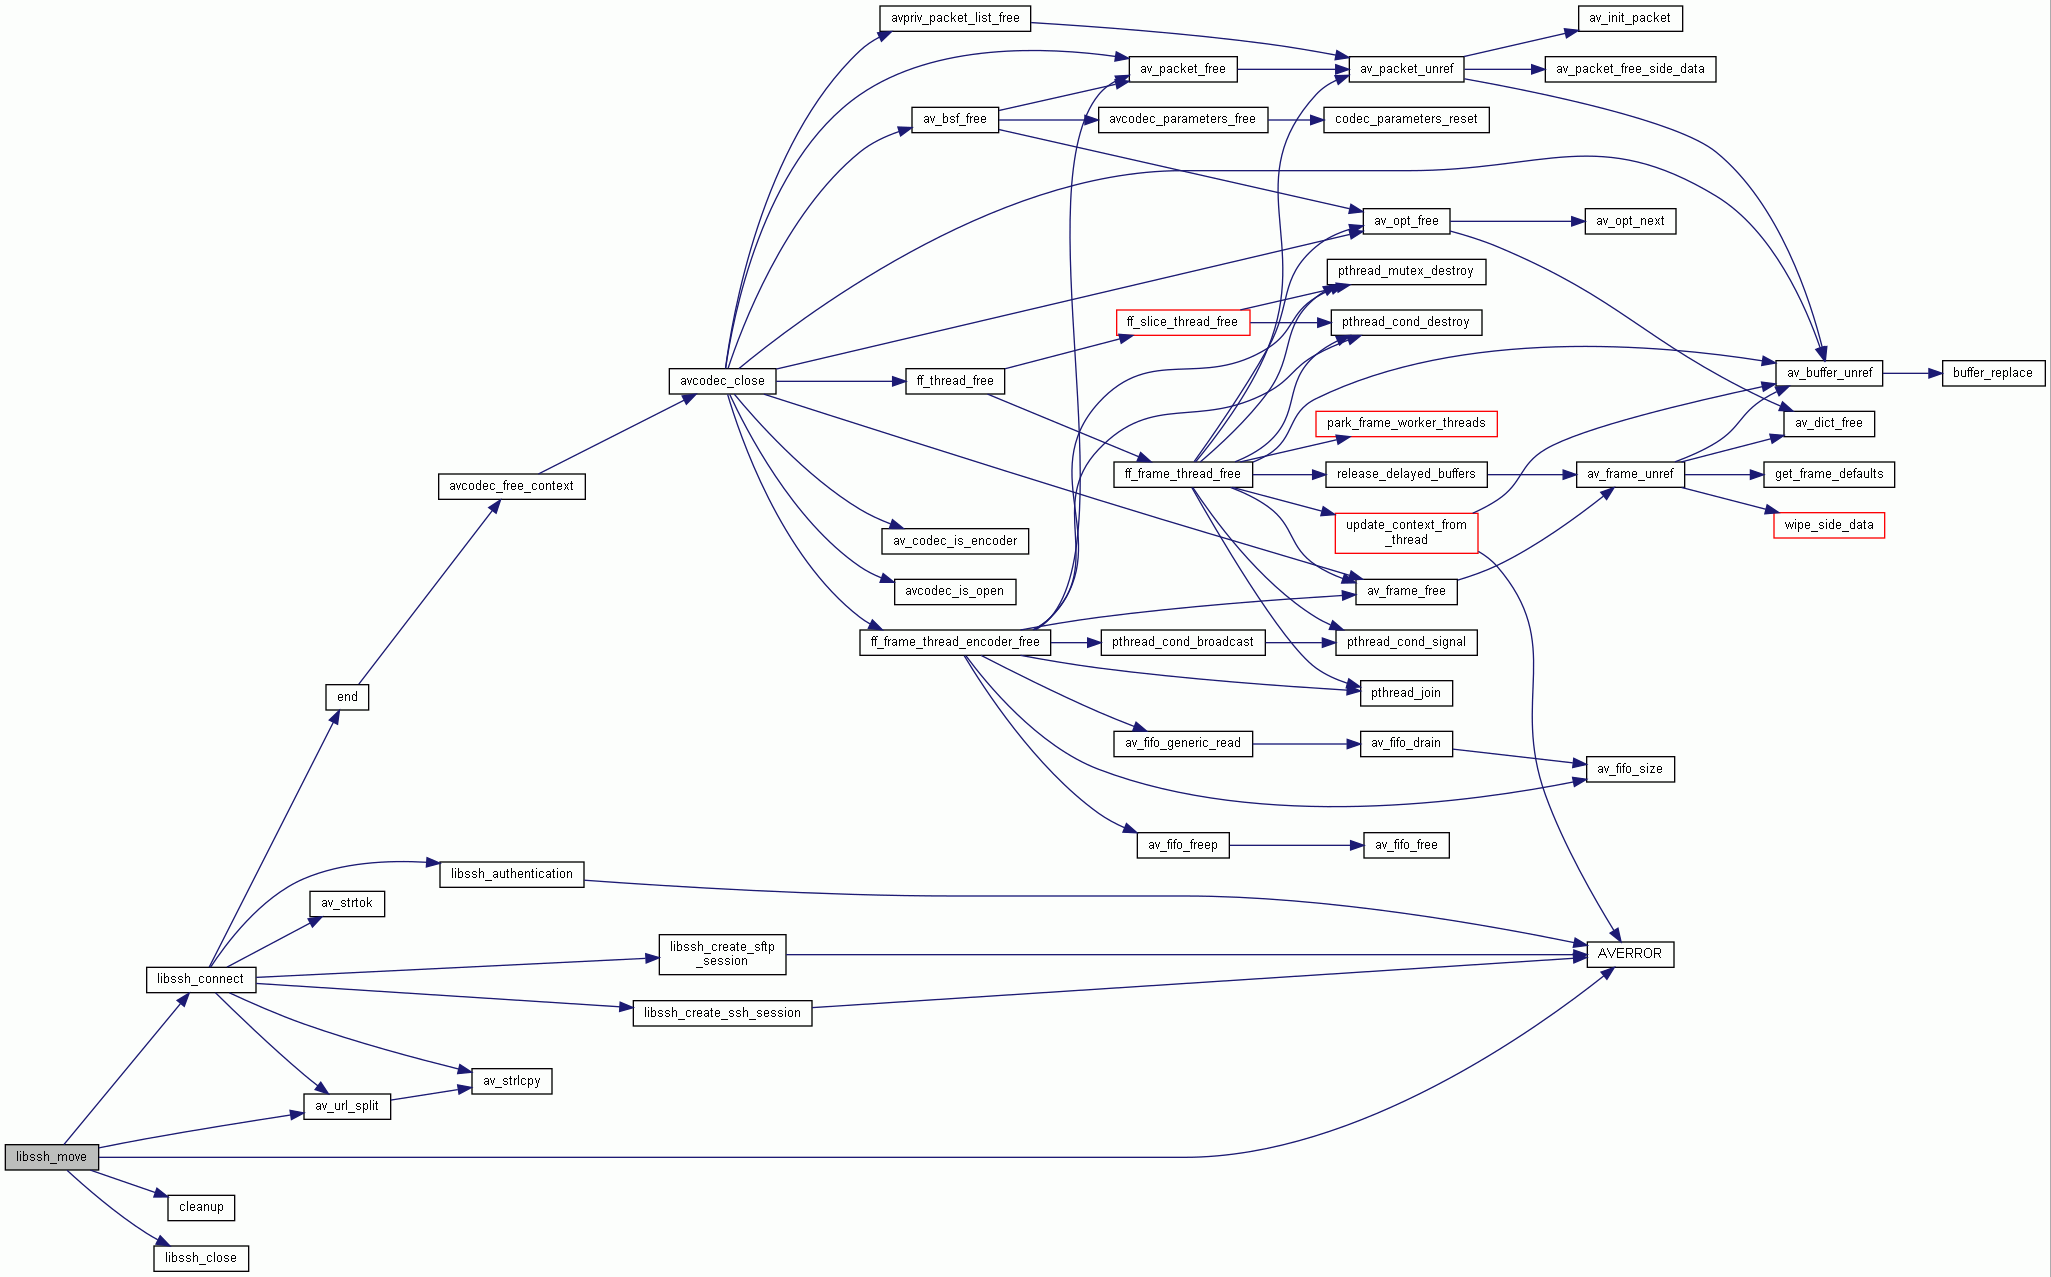 avpriv_packet_list_free
av_init_packet
av_packet_free
av_packet_unref
av_packet_free_side_data
av_bsf_free
avcodec_parameters_free
codec_parameters_reset
av_opt_free
av_opt_next
pthread_mutex_destroy
ff_slice_thread_free
pthread_cond_destroy
avcodec_close
ff_thread_free
av_buffer_unref
buffer_replace
park_frame_worker_threads
av_dict_free
ff_frame_thread_free
release_delayed_buffers
av_frame_unref
get_frame_defaults
avcodec_free_context
update_context_from
_thread
wipe_side_data
av_codec_is_encoder
avcodec_is_open
av_frame_free
ff_frame_thread_encoder_free
pthread_cond_broadcast
pthread_cond_signal
end
pthread_join
av_fifo_generic_read
av_fifo_drain
av_fifo_size
av_fifo_freep
av_fifo_free
libssh_authentication
av_strtok
libssh_create_sftp
_session
AVERROR
libssh_connect
libssh_create_ssh_session
av_strlcpy
av_url_split
libssh_move
cleanup
libssh_close